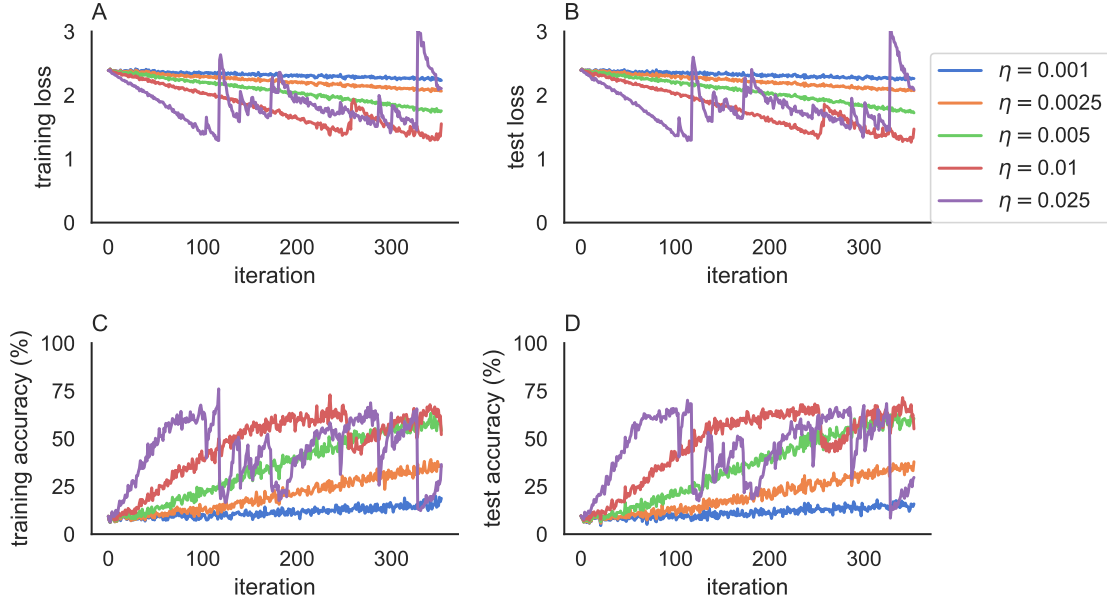 A
3
2
1
0
training loss
0
100
200
300
iteration
B
3
2
1
0
test loss
0
100
200
300
iteration
η = 0.001
η = 0.0025
η = 0.005
η = 0.01
η = 0.025
C
100
75
50
25
0
training accuracy (%)
0
100
200
300
iteration
D
100
75
50
25
0
test accuracy (%)
0
100
200
300
iteration